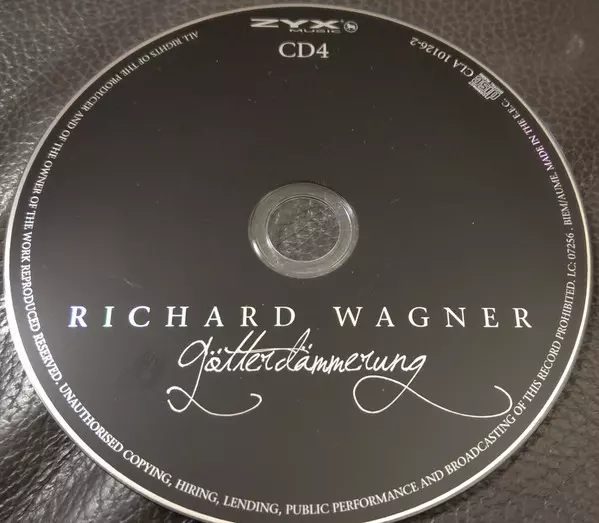 ZYX
MUSIC
CD4
CLA 10126-2
RICHARD WAGNER
götterdämmerung
ALL RIGHTS OF THE PRODUCER AND OF THE OWNER OF THE WORK REPRODUCED RESERVED. UNAUTHORISED COPYING, HIRING, LENDING, PUBLIC PERFORMANCE AND BROADCASTING OF THIS RECORD PROHIBITED. LC: 07256 . BIEM/AUME. MADE IN THE E.E.C.